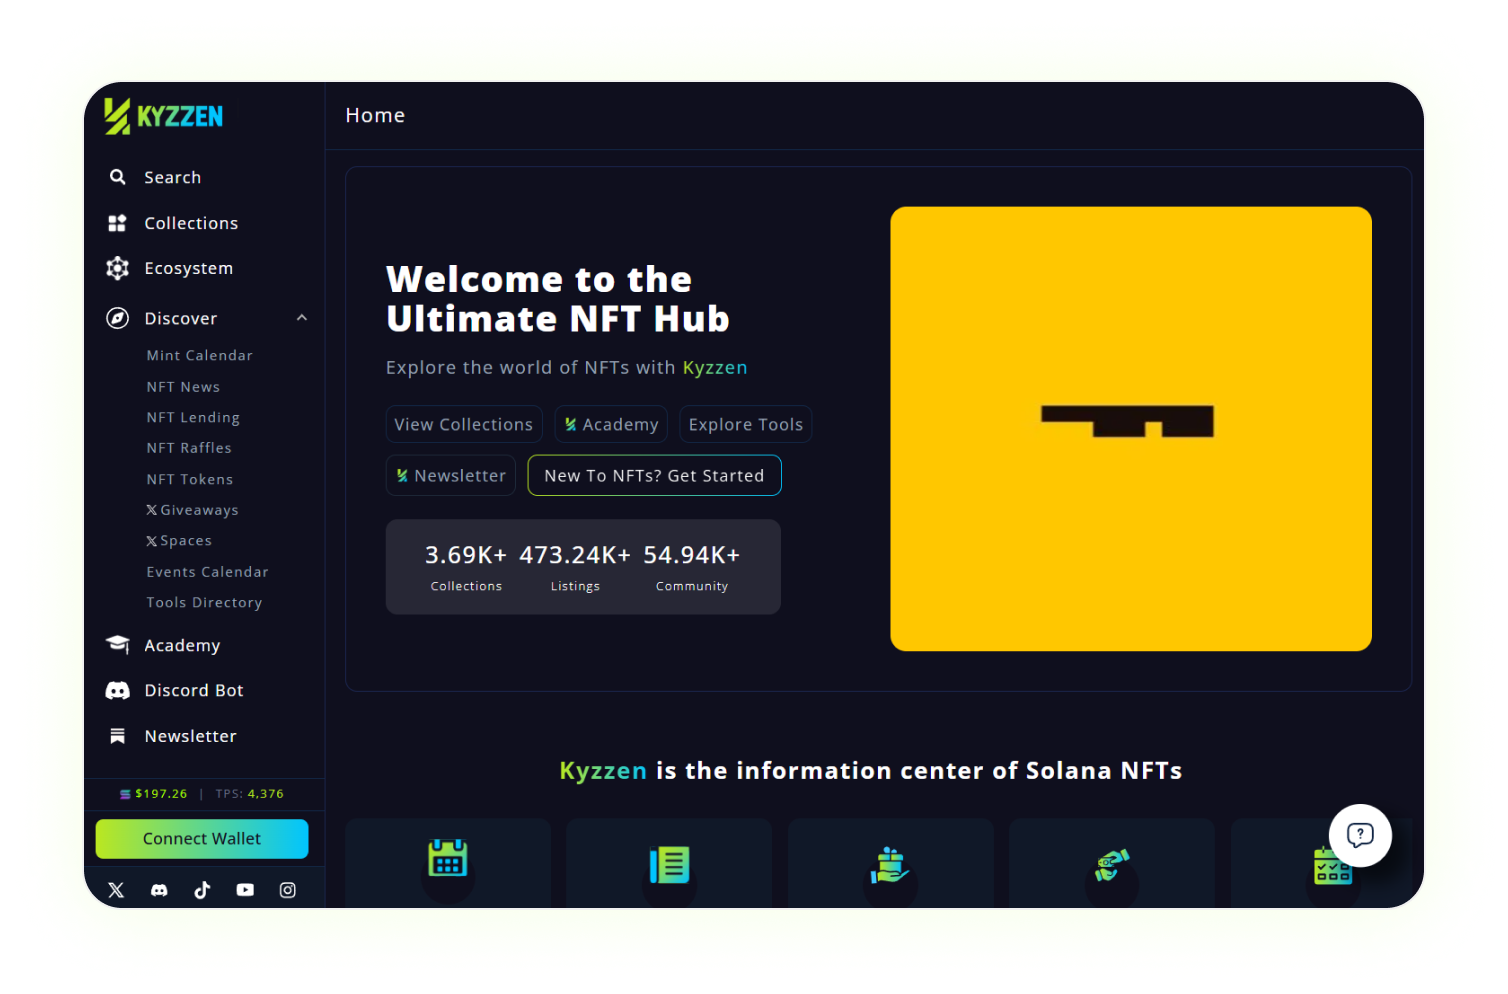 KYZZEN
Search
Collections
Ecosystem
Discover
Mint Calendar
NFT News
NFT Lending
NFT Raffles
NFT Tokens
𝕏 Giveaways
𝕏 Spaces
Events Calendar
Tools Directory
Academy
Discord Bot
Newsletter
$197.26 | TPS: 4,376
Connect Wallet
Home
Welcome to the
Ultimate NFT Hub
Explore the world of NFTs with Kyzzen
View Collections Academy Explore Tools
Newsletter New To NFTs? Get Started
3.69K+ 473.24K+ 54.94K+
Collections Listings Community
Kyzzen is the information center of Solana NFTs